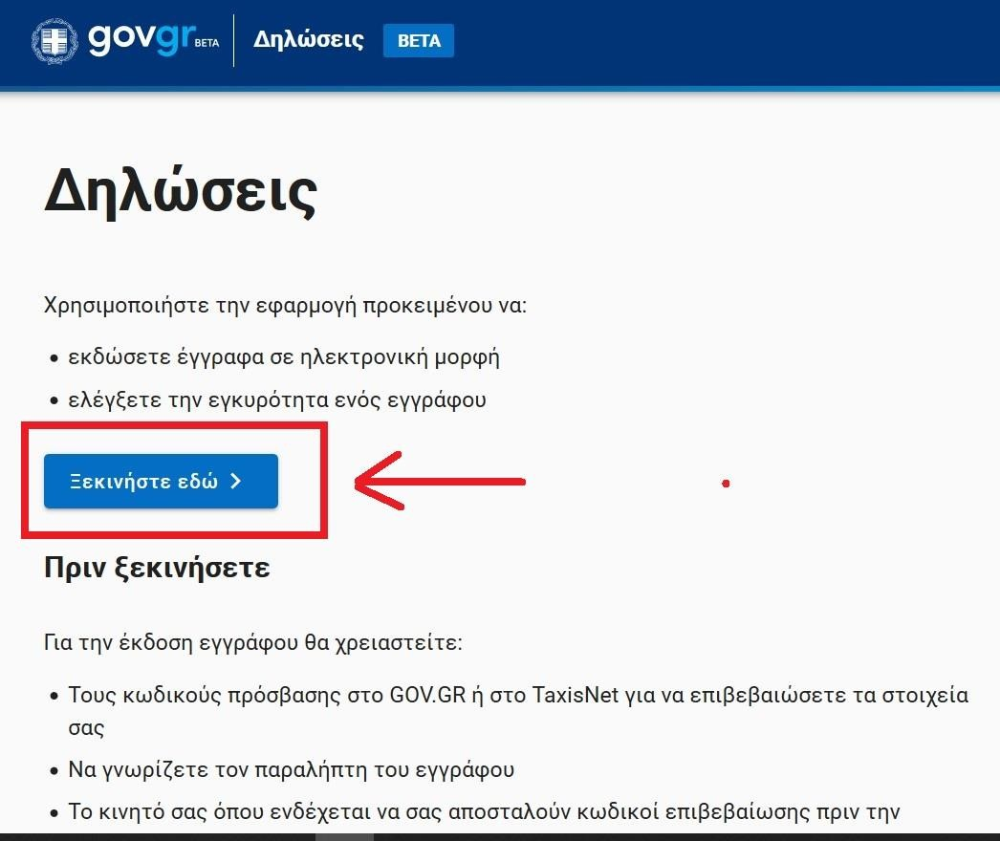 govgr BETA Δηλώσεις BETA
Δηλώσεις
Χρησιμοποιήστε την εφαρμογή προκειμένου να:
• εκδώσετε έγγραφα σε ηλεκτρονική μορφή
• ελέγξετε την εγκυρότητα ενός εγγράφου
Ξεκινήστε εδώ
Πριν ξεκινήσετε
Για την έκδοση εγγράφου θα χρειαστείτε:
• Τους κωδικούς πρόσβασης στο GOV.GR ή στο TaxisNet για να επιβεβαιώσετε τα στοιχεία
σας
• Να γνωρίζετε τον παραλήπτη του εγγράφου
• Το κινητό σας όπου ενδέχεται να σας αποσταλούν κωδικοί επιβεβαίωσης πριν την